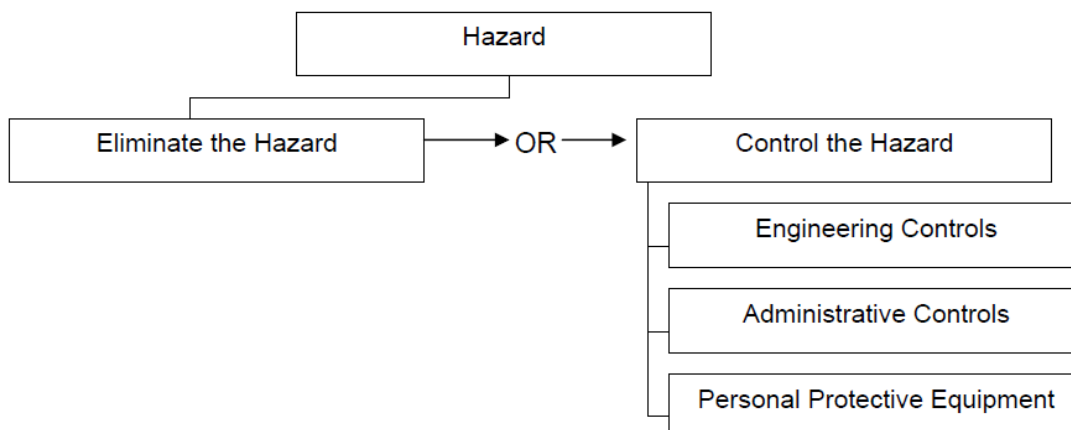 Hazard
Eliminate the Hazard
OR
Control the Hazard
Engineering Controls
Administrative Controls
Personal Protective Equipment